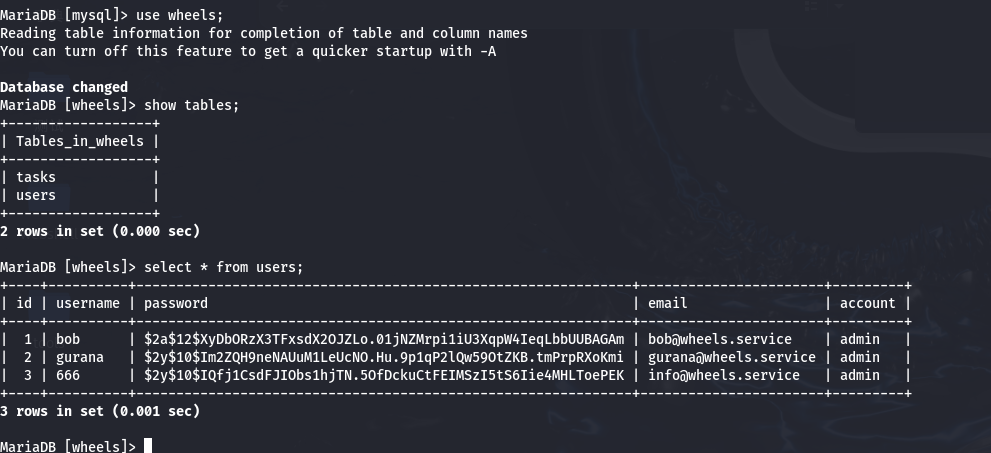 MariaDB [mysql]> use wheels;
Reading table information for completion of table and column names
You can turn off this feature to get a quicker startup with -A

Database changed
MariaDB [wheels]> show tables;
+------------------+
| Tables_in_wheels |
+------------------+
| tasks            |
| users            |
+------------------+
2 rows in set (0.000 sec)

MariaDB [wheels]> select * from users;
+----+----------+--------------------------------------------------------------+-----------------------+---------+
| id | username | password                                                     | email                 | account |
+----+----------+--------------------------------------------------------------+-----------------------+---------+
|  1 | bob      | $2a$12$XyDbORzX3TFxsdX2OJZLo.01jNZMrpi1iU3XqpW4IeqLbbUUBAGAm | bob@wheels.service    | admin   |
|  2 | gurana   | $2y$10$Im2ZQH9neNAUuM1LeUcNO.Hu.9p1qP2lQw59OtZKB.tmPrpRXoKmi | gurana@wheels.service | admin   |
|  3 | 666      | $2y$10$IQfj1CsdFJIObs1hjTN.5OfDckuCtFEIMSzI5tS6Iie4MHLToePEK | info@wheels.service   | admin   |
+----+----------+--------------------------------------------------------------+-----------------------+---------+
3 rows in set (0.001 sec)

MariaDB [wheels]>